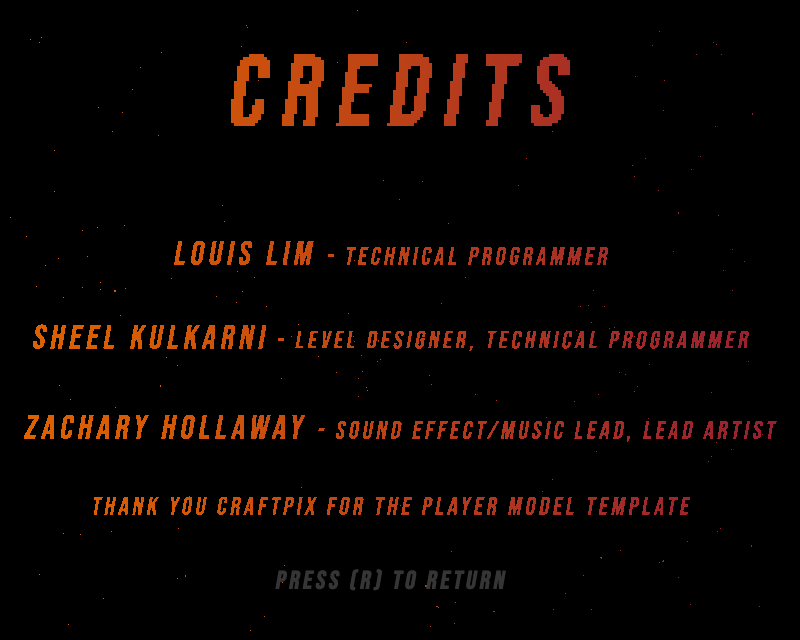 CREDITS
LOUIS LIM - TECHNICAL PROGRAMMER
SHEEL KULKARNI - LEVEL DESIGNER, TECHNICAL PROGRAMMER
ZACHARY HOLLAWAY - SOUND EFFECT/MUSIC LEAD, LEAD ARTIST
THANK YOU CRAFTPIX FOR THE PLAYER MODEL TEMPLATE
PRESS (R) TO RETURN